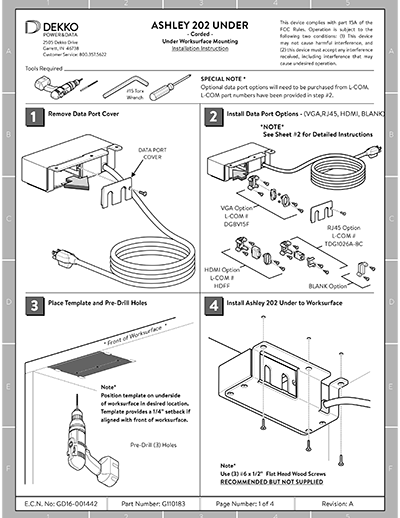 DEKKO
POWER&DATA
2505 Dekko Drive
Garrett, IN 46738
Customer Service: 800.357.5622
ASHLEY 202 UNDER
- Corded -
Under Worksurface Mounting
Installation Instruction
This device complies with part 15A of the
FCC Rules. Operation is subject to the
following two conditions: (1) This device
may not cause harmful interference, and
(2) this device must accept any interference
received, including interference that may
cause undesired operation.
Tools Required
#15 Torx
Wrench
SPECIAL NOTE *
Optional data port options will need to be purchased from L-COM.
L-COM part numbers have been provided in step #2.
1 Remove Data Port Cover
DATA PORT
COVER
2 Install Data Port Options - (VGA,RJ45, HDMI, BLANK)
*NOTE*
See Sheet #2 for Detailed Instructions
VGA Option
L-COM #
DGBV15F
RJ45 Option
L-COM #
TDG1026A-8C
HDMI Option
L-COM #
HDFF
BLANK Option
3 Place Template and Pre-Drill Holes
* Front of Worksurface *
Note*
Position template on underside
of worksurface in desired location.
Template provides a 1/4" setback if
aligned with front of worksurface.
Pre-Drill (3) Holes
4 Install Ashley 202 Under to Worksurface
Note*
Use (3) #6 x 1/2" Flat Head Wood Screws
RECOMMENDED BUT NOT SUPPLIED
E.C.N. No: GD16-001442
Part Number: G110183
Page Number: 1 of 4
Revision: A